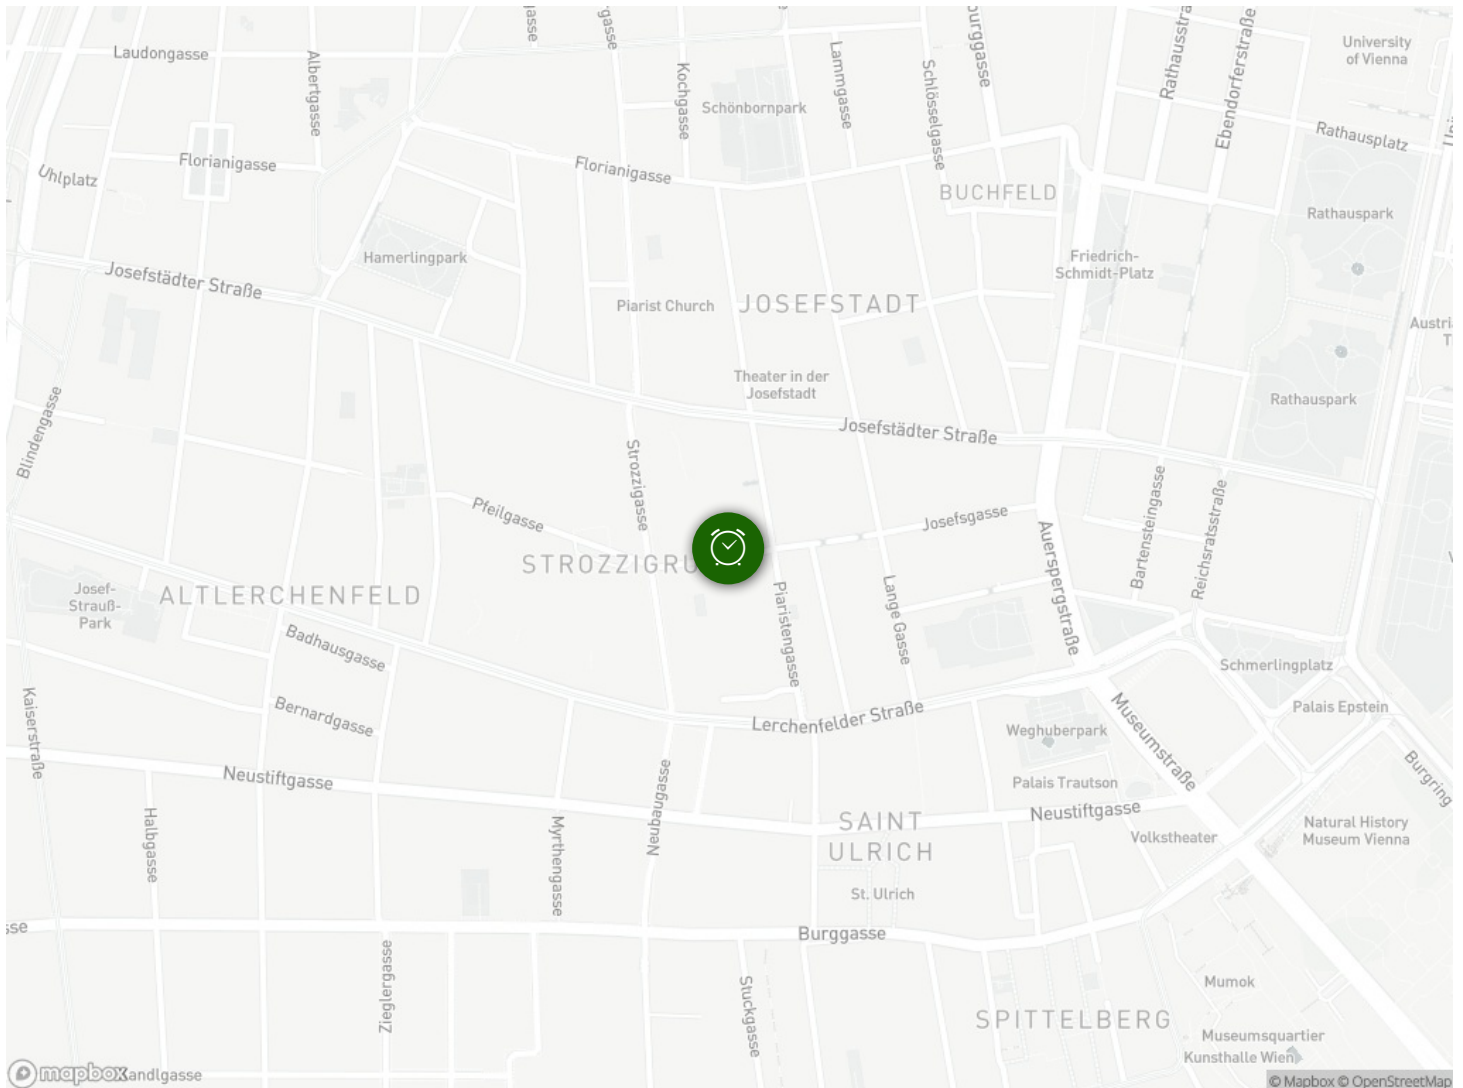 Laudongasse
Albertgasse
Kochgasse
Schönbornpark
Lammgasse
Schlösselgasse
Rathausstra
Ebendorferstraße
University
of Vienna
Rathausplatz
Uhlplatz
Florianigasse
Florianigasse
BUCHFELD
Rathauspark
Hamerlingpark
Friedrich-
Schmidt-Platz
Josefstädter Straße
Piarist Church
JOSEFSTADT
Austri
T
Theater in der
Josefstadt
Rathauspark
Blindengasse
Josefstädter Straße
Strozzigasse
Pfeilgasse
Josefsgasse
Bartensteingasse
Reichsratsstraße
Auerspergstraße
STROZZIGRU
Piaristengasse
Lange Gasse
Josef-
Strauß-
Park
ALTLERCHENFELD
Badhausgasse
Schmerlingplatz
Kaiserstraße
Bernardgasse
Lerchenfelder Straße
Weghuberpark
Museumstraße
Palais Epstein
Burgring
Neustiftgasse
Palais Trautson
Neustiftgasse
Halbgasse
Myrthengasse
Neubaugasse
SAINT
ULRICH
Volkstheater
Natural History
Museum Vienna
St. Ulrich
sse
Burggasse
Zieglergasse
Stuckgasse
Mumok
SPITTELBERG
Museumsquartier
Kunsthalle Wien
mapbox
andlgasse
© Mapbox © OpenStreetMap